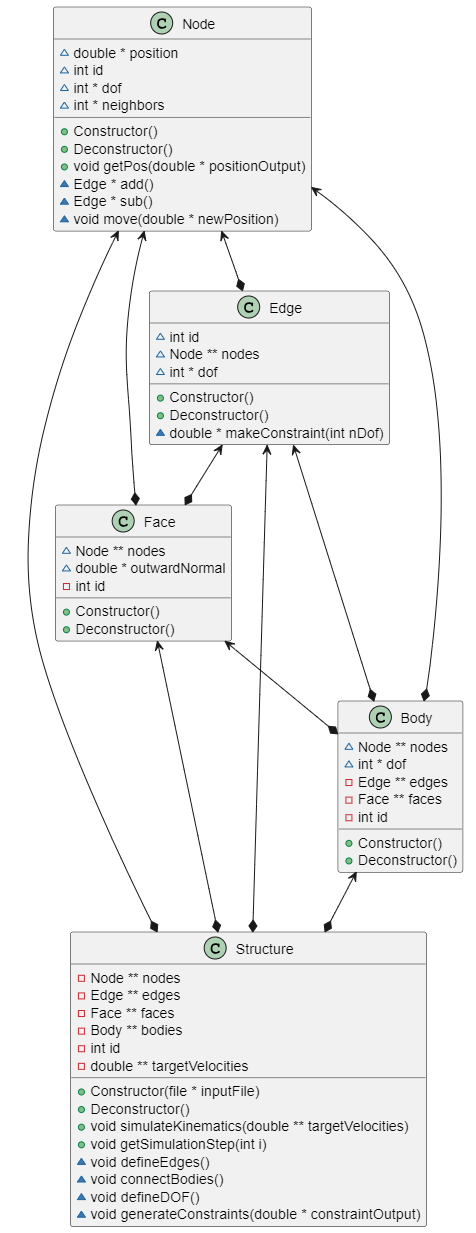 C Node
double * position
int id
int * dof
int * neighbors
Constructor()
Deconstructor()
void getPos(double * positionOutput)
Edge * add()
Edge * sub()
void move(double * newPosition)
C Edge
int id
Node ** nodes
int * dof
Constructor()
Deconstructor()
double * makeConstraint(int nDof)
C Face
Node ** nodes
double * outwardNormal
int id
Constructor()
Deconstructor()
C Body
Node ** nodes
int * dof
Edge ** edges
Face ** faces
int id
Constructor()
Deconstructor()
C Structure
Node ** nodes
Edge ** edges
Face ** faces
Body ** bodies
int id
double ** targetVelocities
Constructor(file * inputFile)
Deconstructor()
void simulateKinematics(double ** targetVelocities)
void getSimulationStep(int i)
void defineEdges()
void connectBodies()
void defineDOF()
void generateConstraints(double * constraintOutput)